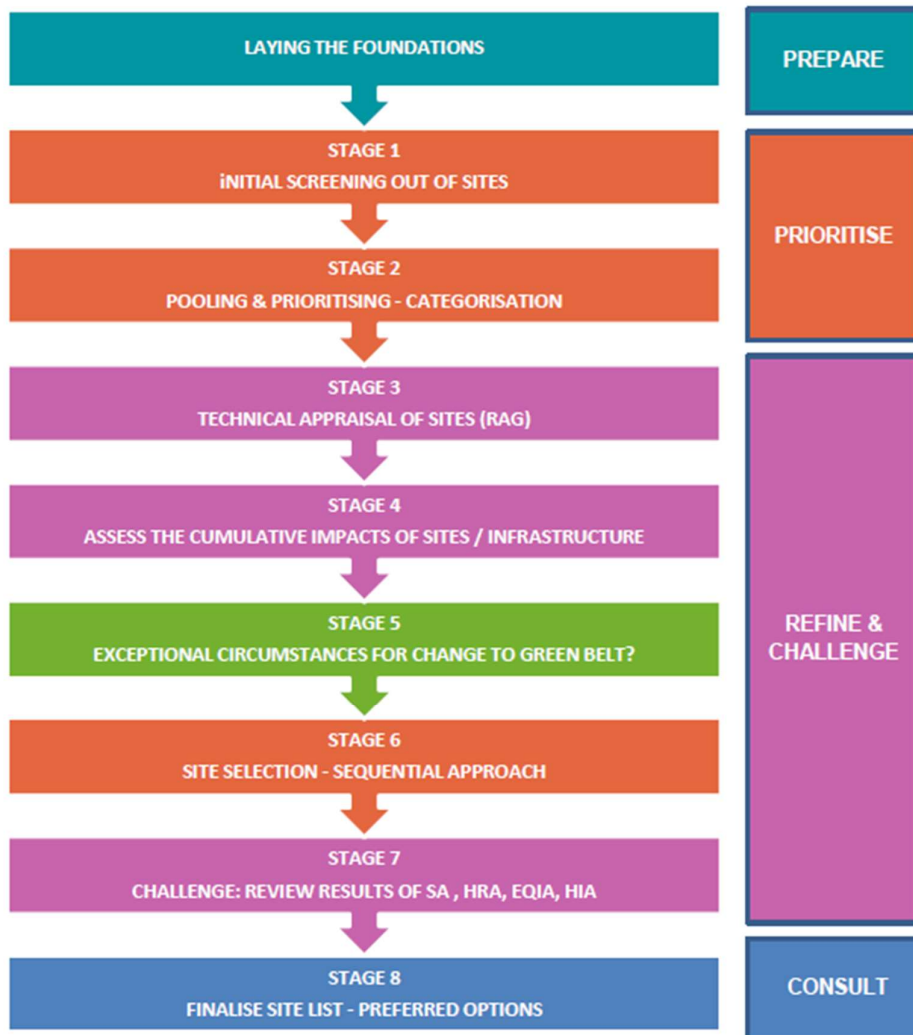 LAYING THE FOUNDATIONS
PREPARE
STAGE 1
iNITIAL SCREENING OUT OF SITES
PRIORITISE
STAGE 2
POOLING & PRIORITISING - CATEGORISATION
STAGE 3
TECHNICAL APPRAISAL OF SITES (RAG)
STAGE 4
ASSESS THE CUMULATIVE IMPACTS OF SITES / INFRASTRUCTURE
STAGE 5
EXCEPTIONAL CIRCUMSTANCES FOR CHANGE TO GREEN BELT?
REFINE &
CHALLENGE
STAGE 6
SITE SELECTION - SEQUENTIAL APPROACH
STAGE 7
CHALLENGE: REVIEW RESULTS OF SA , HRA, EQIA, HIA
STAGE 8
FINALISE SITE LIST - PREFERRED OPTIONS
CONSULT